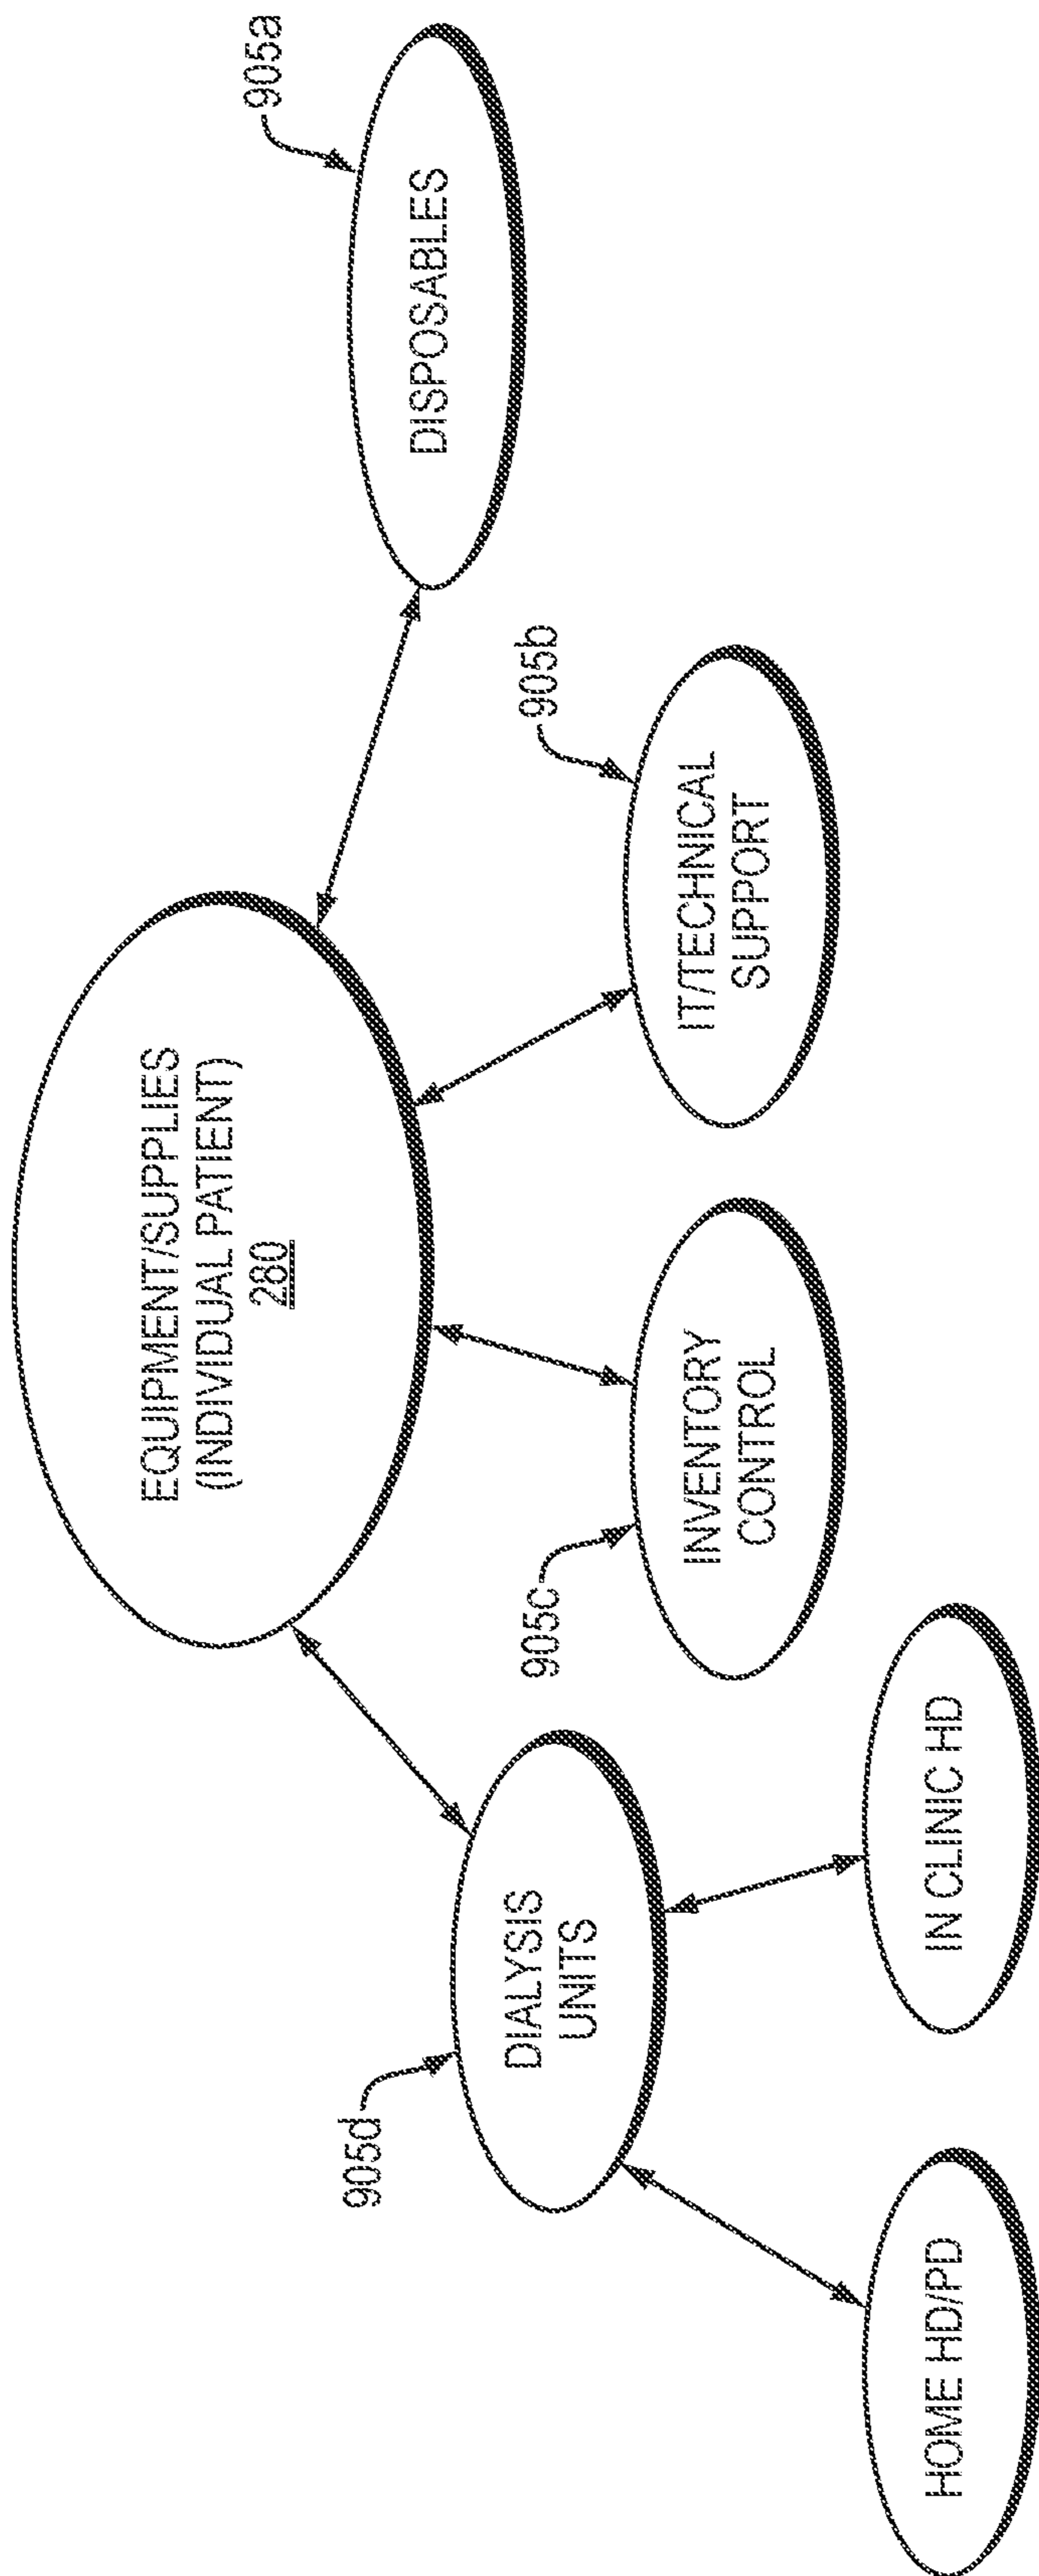 EQUIPMENT/SUPPLIES
(INDIVIDUAL PATIENT)
280
905d
DIALYSIS
UNITS
905c
INVENTORY
CONTROL
905b
IT/TECHNICAL
SUPPORT
905a
DISPOSABLES
HOME HD/PD
IN CLINIC HD